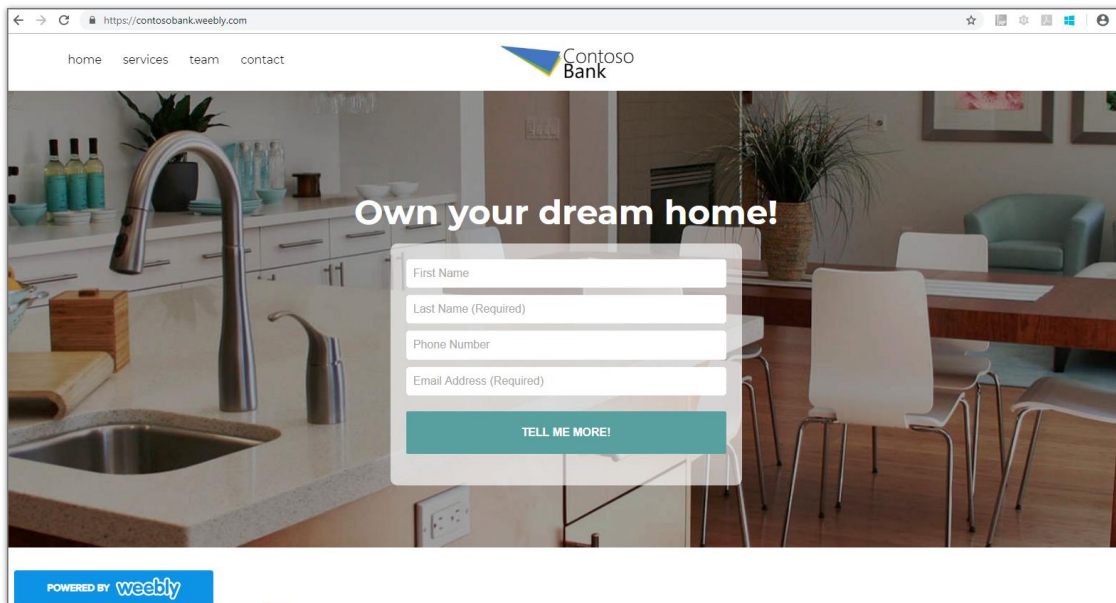 https://contosobank.weebly.com
home services team contact
Contoso
Bank
Own your dream home!
First Name
Last Name (Required)
Phone Number
Email Address (Required)
TELL ME MORE!
POWERED BY weebly